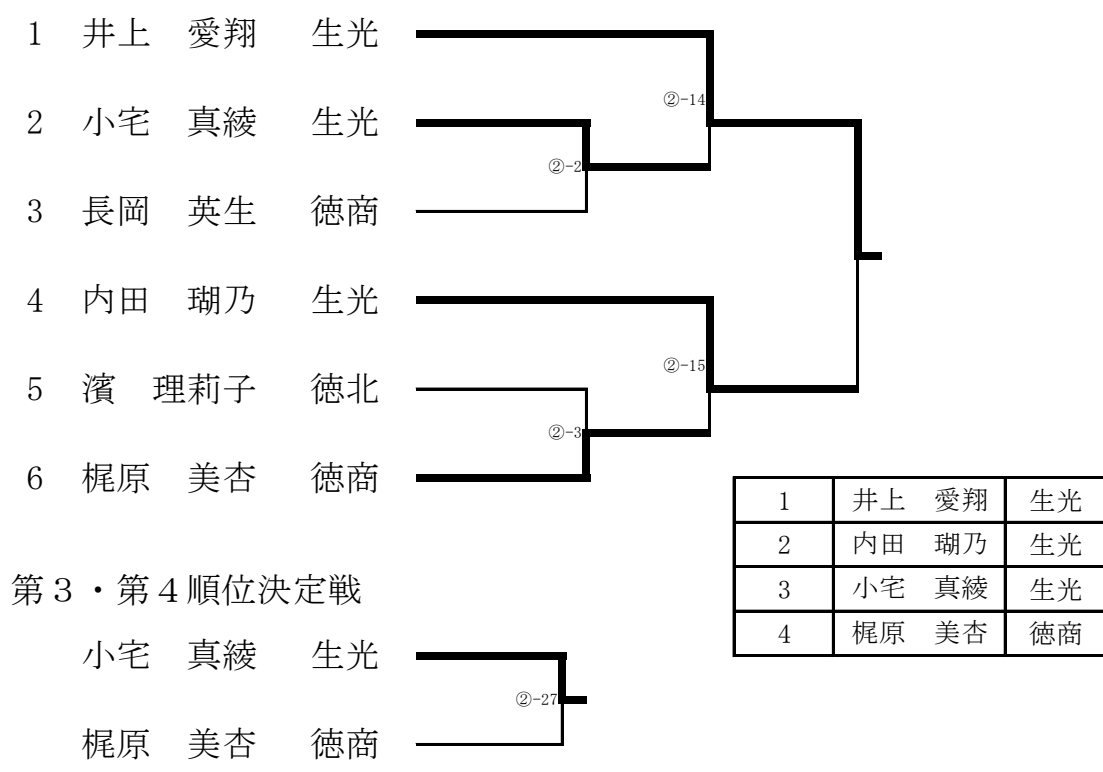 1 井上 愛翔 生光
②-14
2 小宅 真綾 生光
②-2
3 長岡 英生 徳商
4 内田 瑚乃 生光
②-15
5 濱 理莉子 徳北
②-3
6 梶原 美杏 徳商
1 井上 愛翔 生光
2 内田 瑚乃 生光
3 小宅 真綾 生光
4 梶原 美杏 徳商
第３・第４順位決定戦
小宅 真綾 生光
②-27
梶原 美杏 徳商